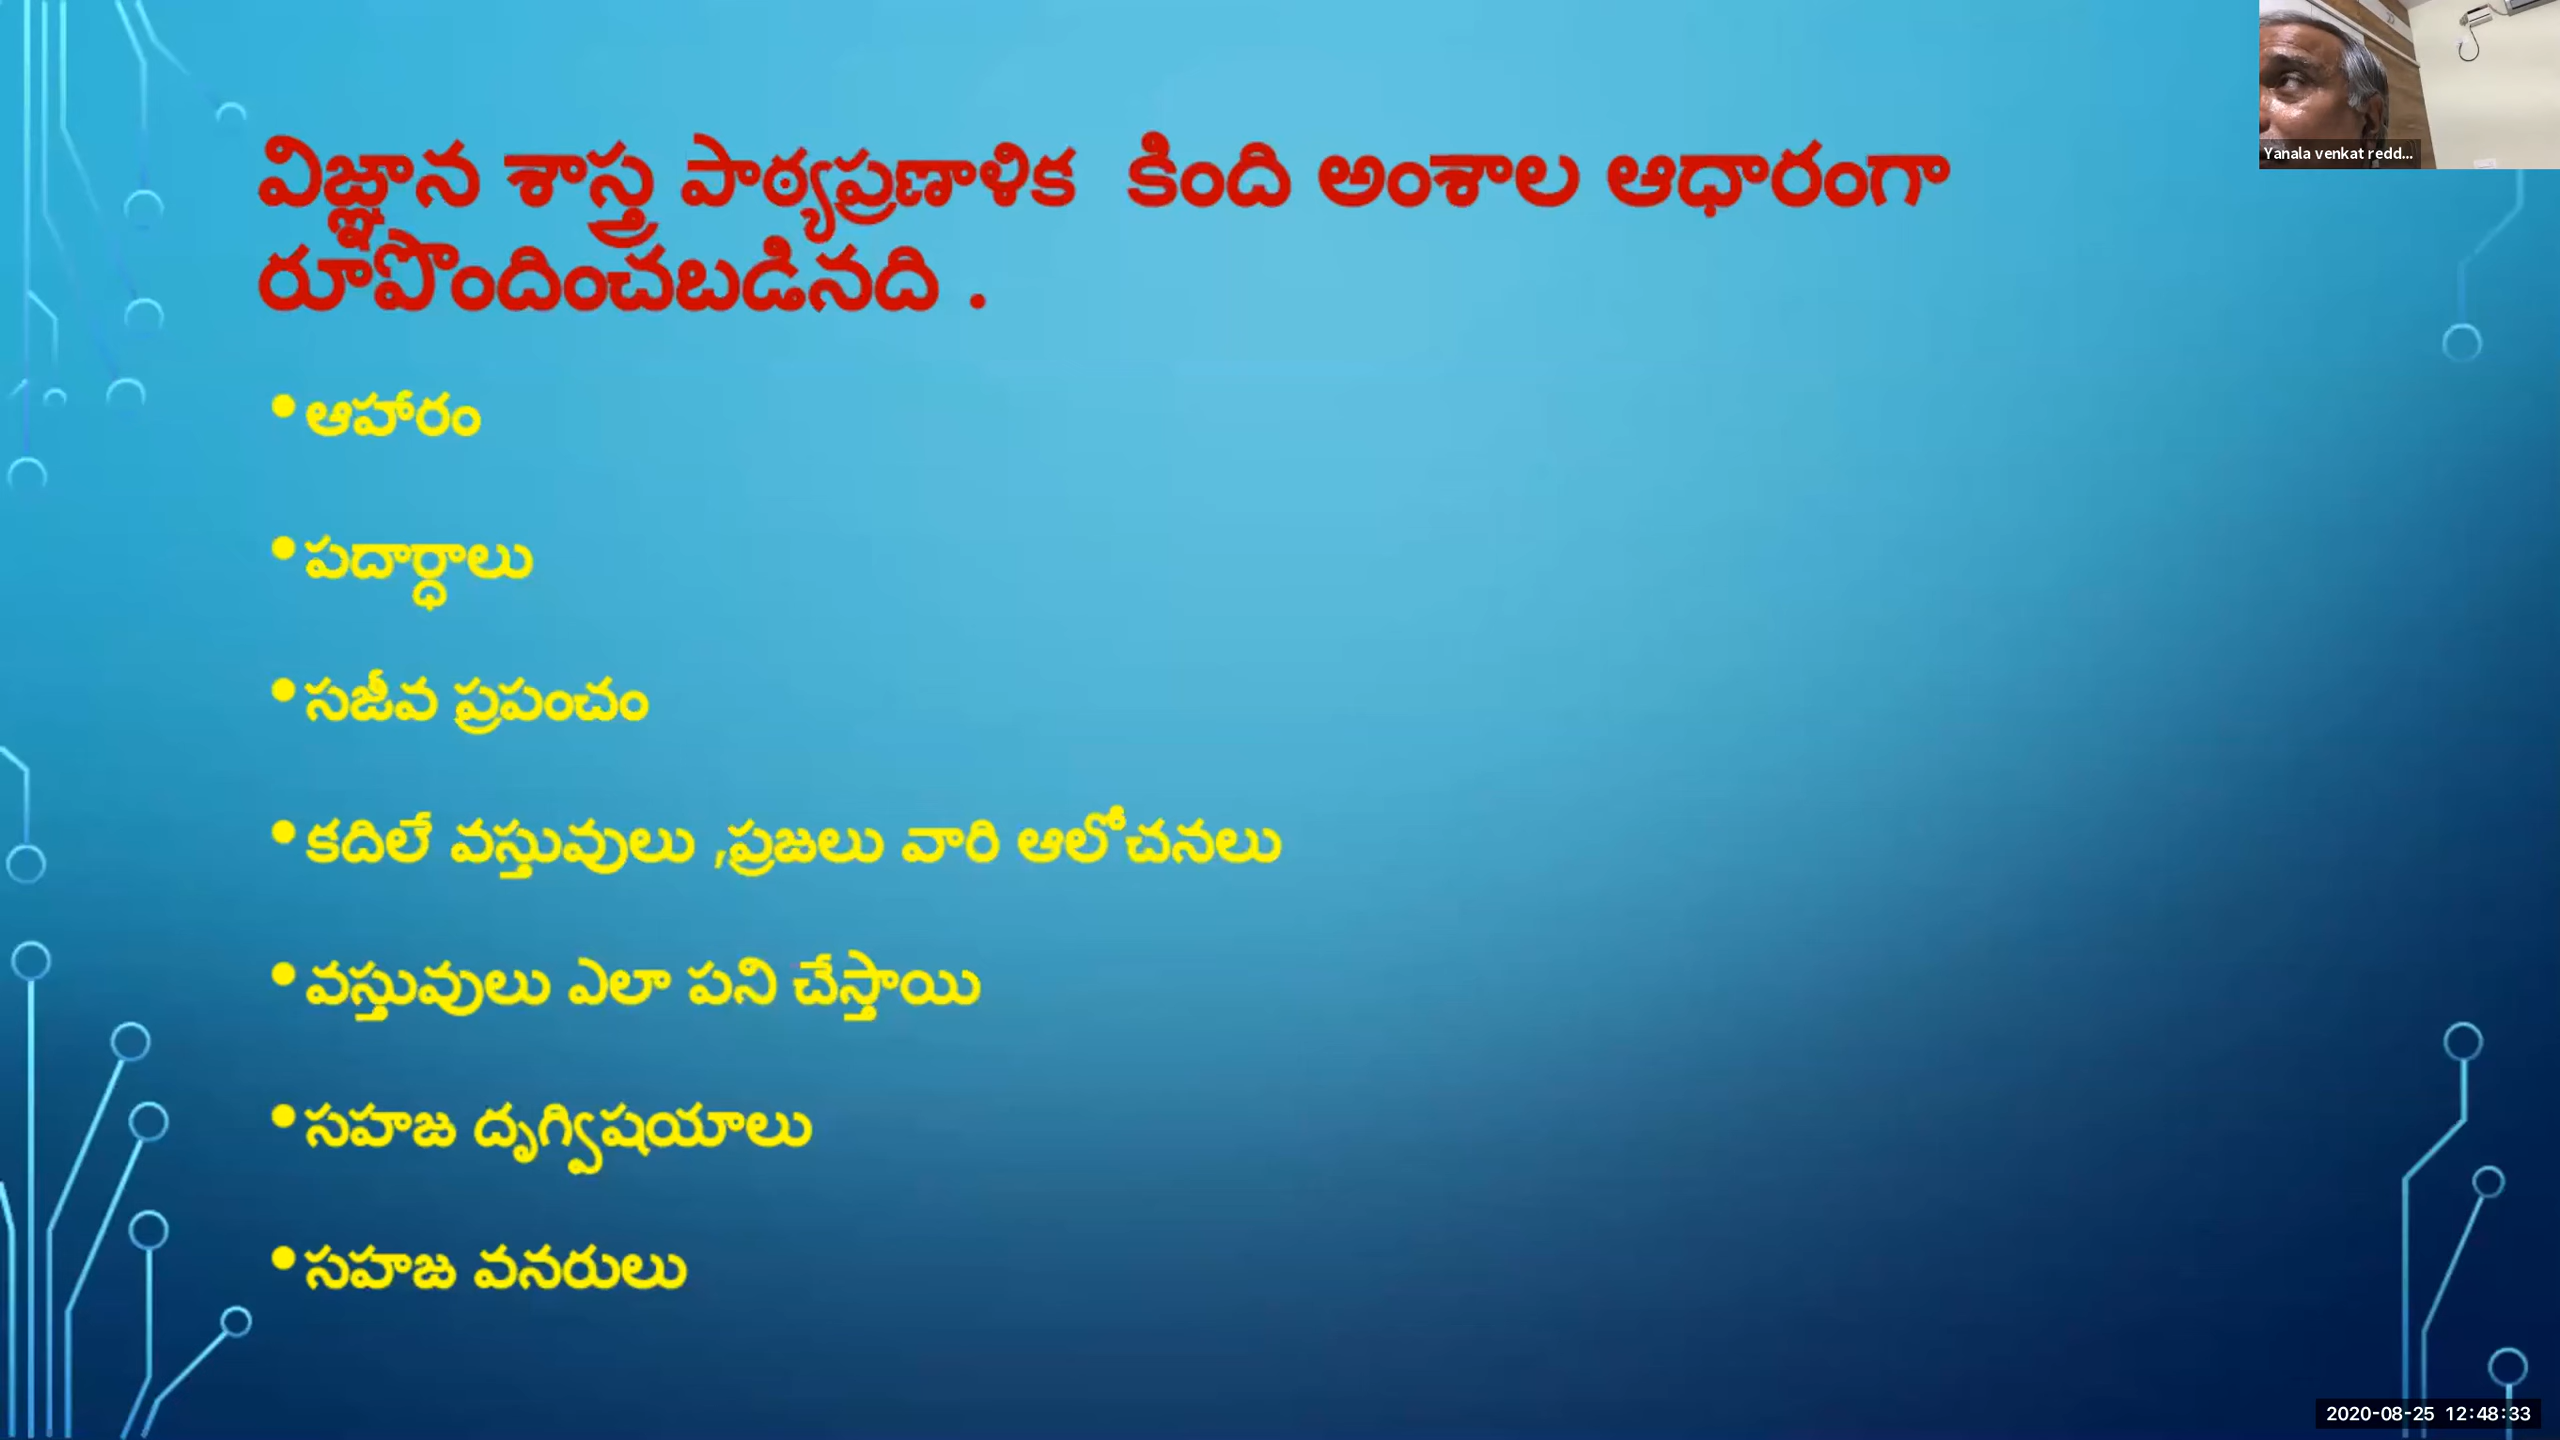 విజ్ఞాన శాస్త్ర పాఠ్యప్రణాళిక  కింది అంశాల ఆధారంగా
రూపొందించబడినది .
•ఆహారం
•పదార్ధాలు
•సజీవ ప్రపంచం
•కదిలే వస్తువులు ,ప్రజలు వారి ఆలోచనలు
•వస్తువులు ఎలా పని చేస్తాయి
•సహజ దృగ్విషయాలు
•సహజ వనరులు
Yanala venkat redd...
2020-08-25 12:48:33